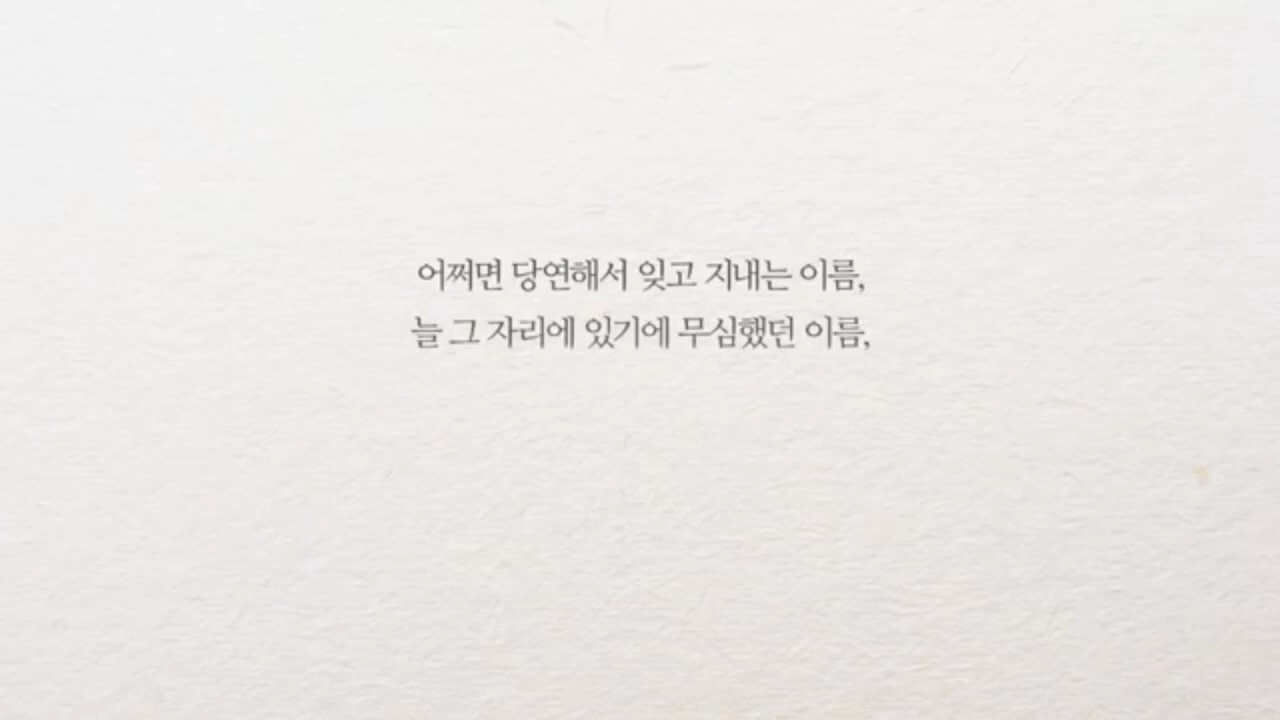 어쩌면 당연해서 잊고 지내는 이름,
늘 그 자리에 있기에 무심했던 이름,